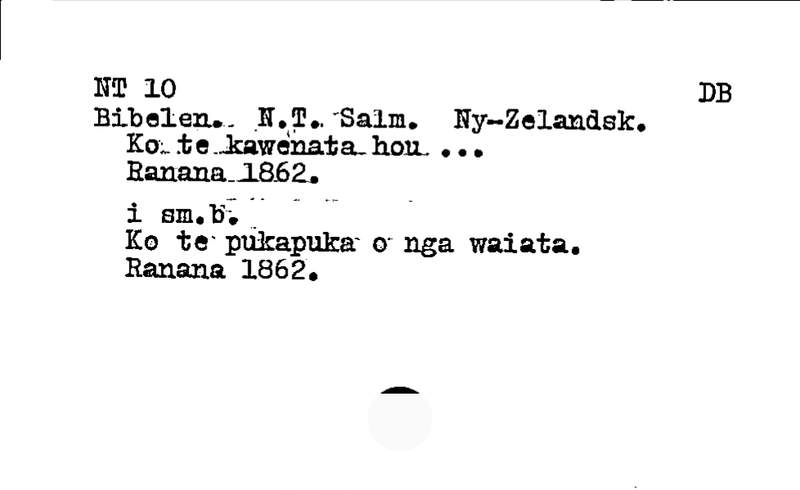 NT 10 DB
Bibelen. N.T. Salm. Ny-Zelandsk.
Ko te kawenata hou ...
Ranana 1862.
i sm.b.
Ko te pukapuka o nga waiata.
Ranana 1862.